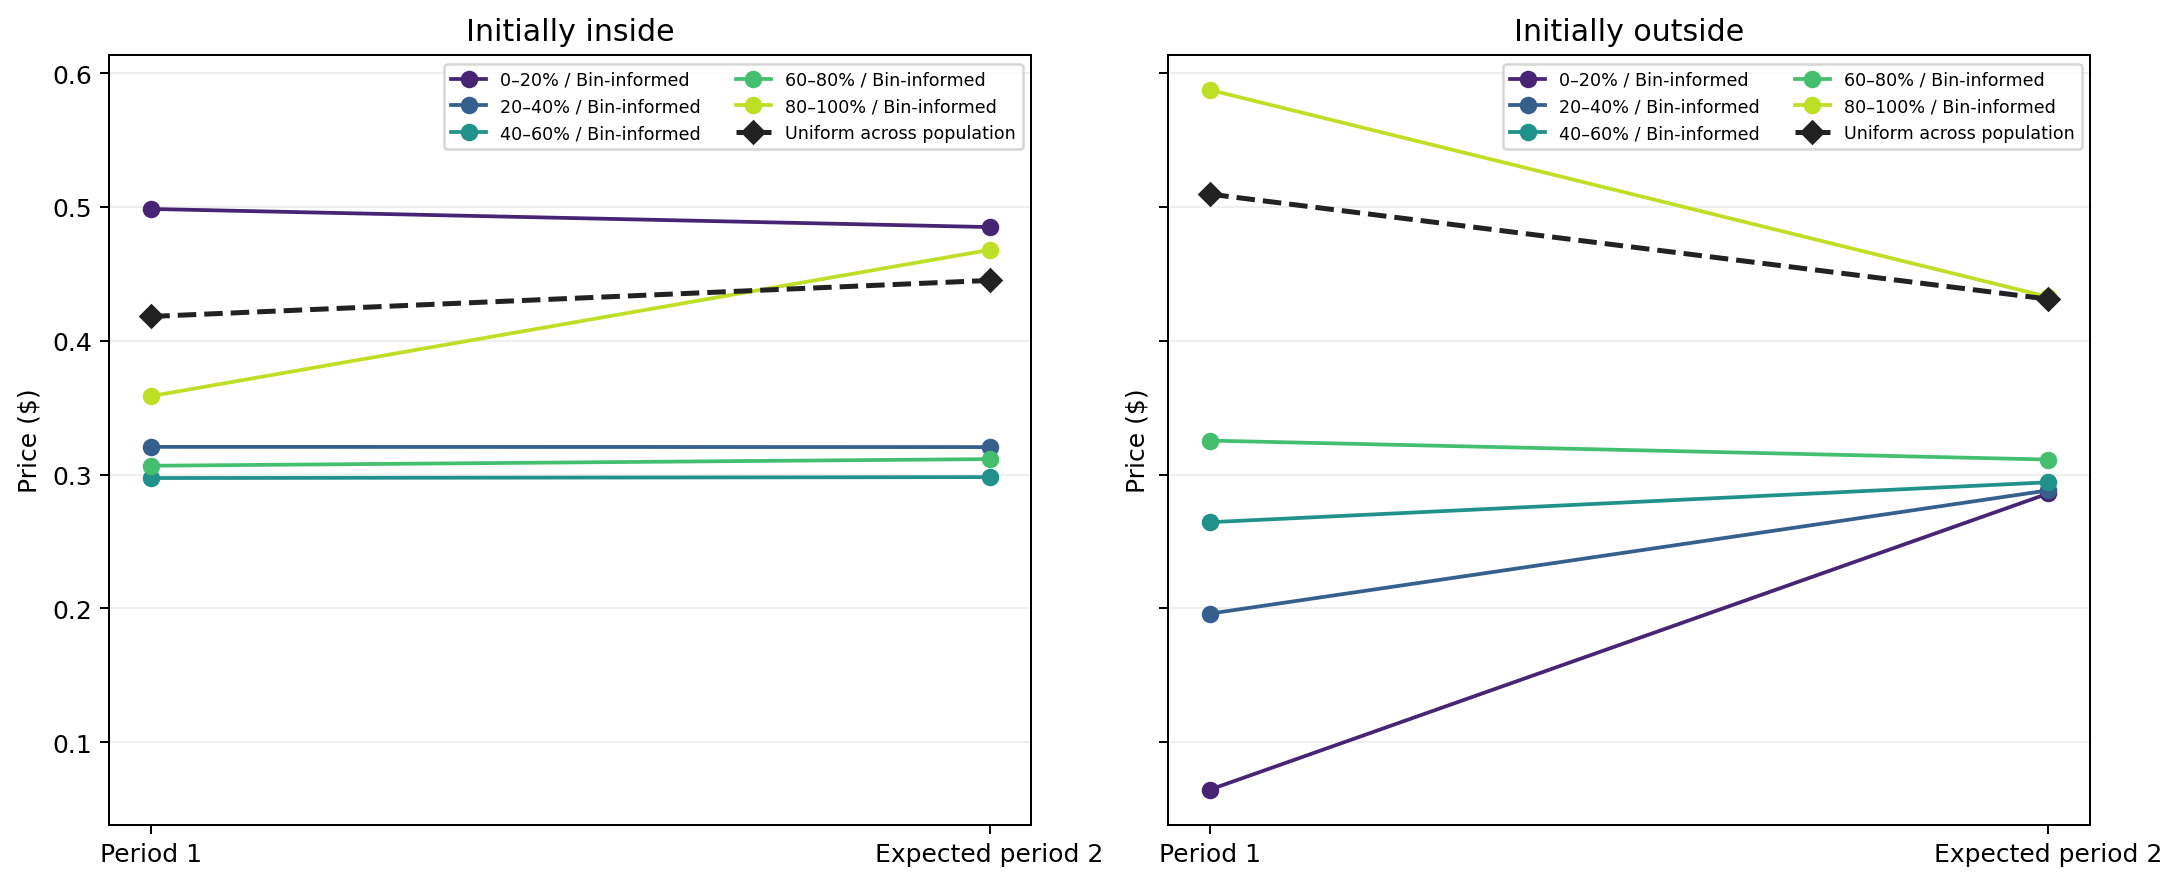 Initially inside
Price ($)
0.6
0.5
0.4
0.3
0.2
0.1
0–20% / Bin-informed
20–40% / Bin-informed
40–60% / Bin-informed
60–80% / Bin-informed
80–100% / Bin-informed
Uniform across population
Period 1
Expected period 2
Initially outside
Price ($)
0–20% / Bin-informed
20–40% / Bin-informed
40–60% / Bin-informed
60–80% / Bin-informed
80–100% / Bin-informed
Uniform across population
Period 1
Expected period 2